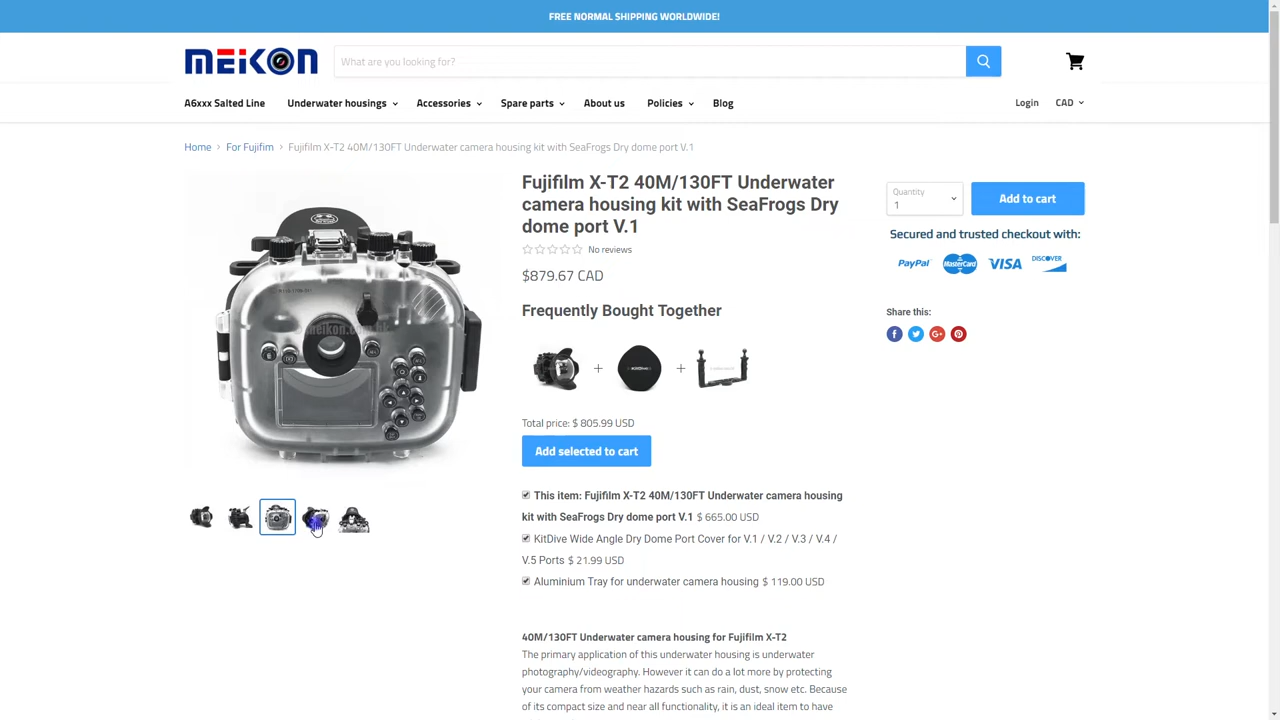 FREE NORMAL SHIPPING WORLDWIDE!
MEIKON
What are you looking for?
A6xxx Salted Line
Underwater housings
Accessories
Spare parts
About us
Policies
Blog
Login
CAD
Home > For Fujifim > Fujifilm X-T2 40M/130FT Underwater camera housing kit with SeaFrogs Dry dome port V.1
Fujifilm X-T2 40M/130FT Underwater
camera housing kit with SeaFrogs Dry
dome port V.1
No reviews
$879.67 CAD
Quantity
1
Add to cart
Secured and trusted checkout with:
PayPal
MasterCard
VISA
DISCOVER
Share this:
meikon.com.hk
Frequently Bought Together
+
+
Total price: $ 805.99 USD
Add selected to cart
This item: Fujifilm X-T2 40M/130FT Underwater camera housing
kit with SeaFrogs Dry dome port V.1 $ 665.00 USD
KitDive Wide Angle Dry Dome Port Cover for V.1 / V.2 / V.3 / V.4 /
V.5 Ports $ 21.99 USD
Aluminium Tray for underwater camera housing $ 119.00 USD
40M/130FT Underwater camera housing for Fujifilm X-T2
The primary application of this underwater housing is underwater
photography/videography. However it can do a lot more by protecting
your camera from weather hazards such as rain, dust, snow etc. Because
of its compact size and near all functionality, it is an ideal item to have